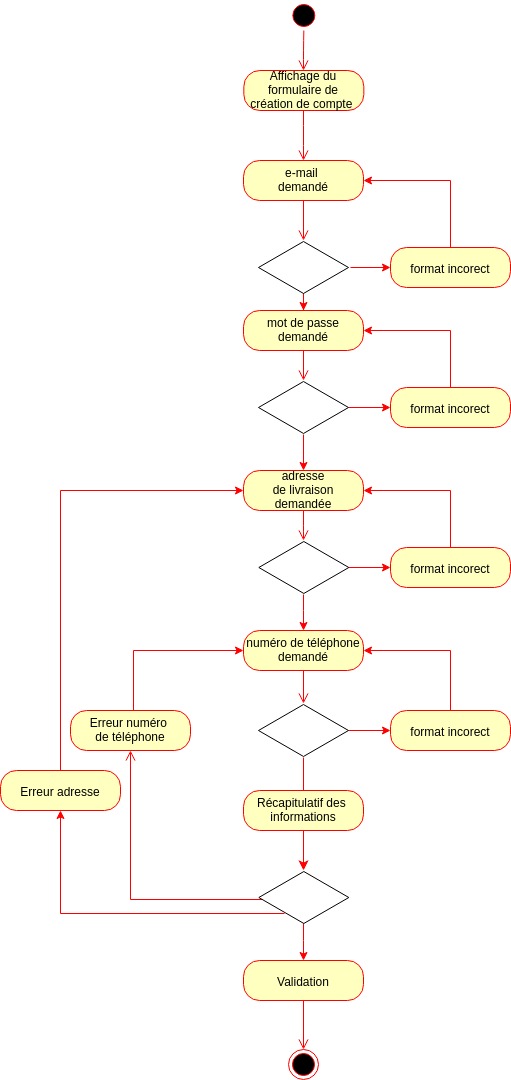 Affichage du
formulaire de
création de compte
e-mail
demandé
format incorect
mot de passe
demandé
format incorect
adresse
de livraison
demandée
format incorect
numéro de téléphone
demandé
Erreur numéro
de téléphone
format incorect
Erreur adresse
Récapitulatif des
informations
Validation